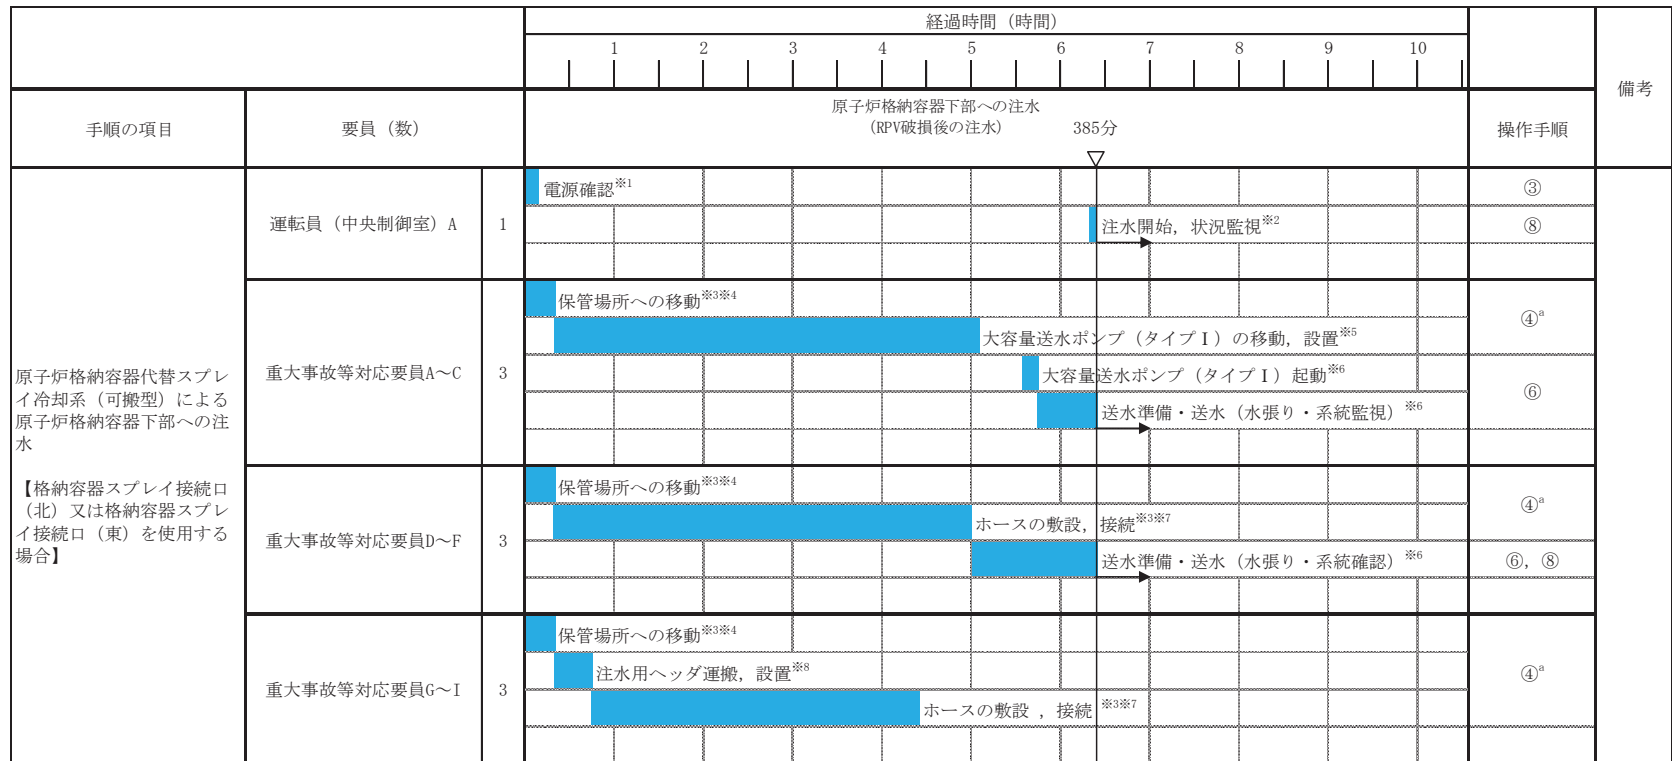 経過時間（時間）
1 2 3 4 5 6 7 8 9 10
備考
手順の項目
要員（数）
原子炉格納容器下部への注水
（RPV破損後の注水）
385分
操作手順
原子炉格納容器代替スプレ
イ冷却系（可搬型）による
原子炉格納容器下部への注
水
【格納容器スプレイ接続口
（北）又は格納容器スプレ
イ接続口（東）を使用する
場合】
運転員（中央制御室）A
1
電源確認※1
③
注水開始，状況監視※2
⑧
重大事故等対応要員A～C
3
保管場所への移動※3※4
大容量送水ポンプ（タイプⅠ）の移動，設置※5
④a
大容量送水ポンプ（タイプⅠ）起動※6
送水準備・送水（水張り・系統監視）※6
⑥
重大事故等対応要員D～F
3
保管場所への移動※3※4
ホースの敷設，接続※3※7
④a
送水準備・送水（水張り・系統確認）※6
⑥，⑧
重大事故等対応要員G～I
3
保管場所への移動※3※4
注水用ヘッダ運搬，設置※8
ホースの敷設 ，接続 ※3※7
④a